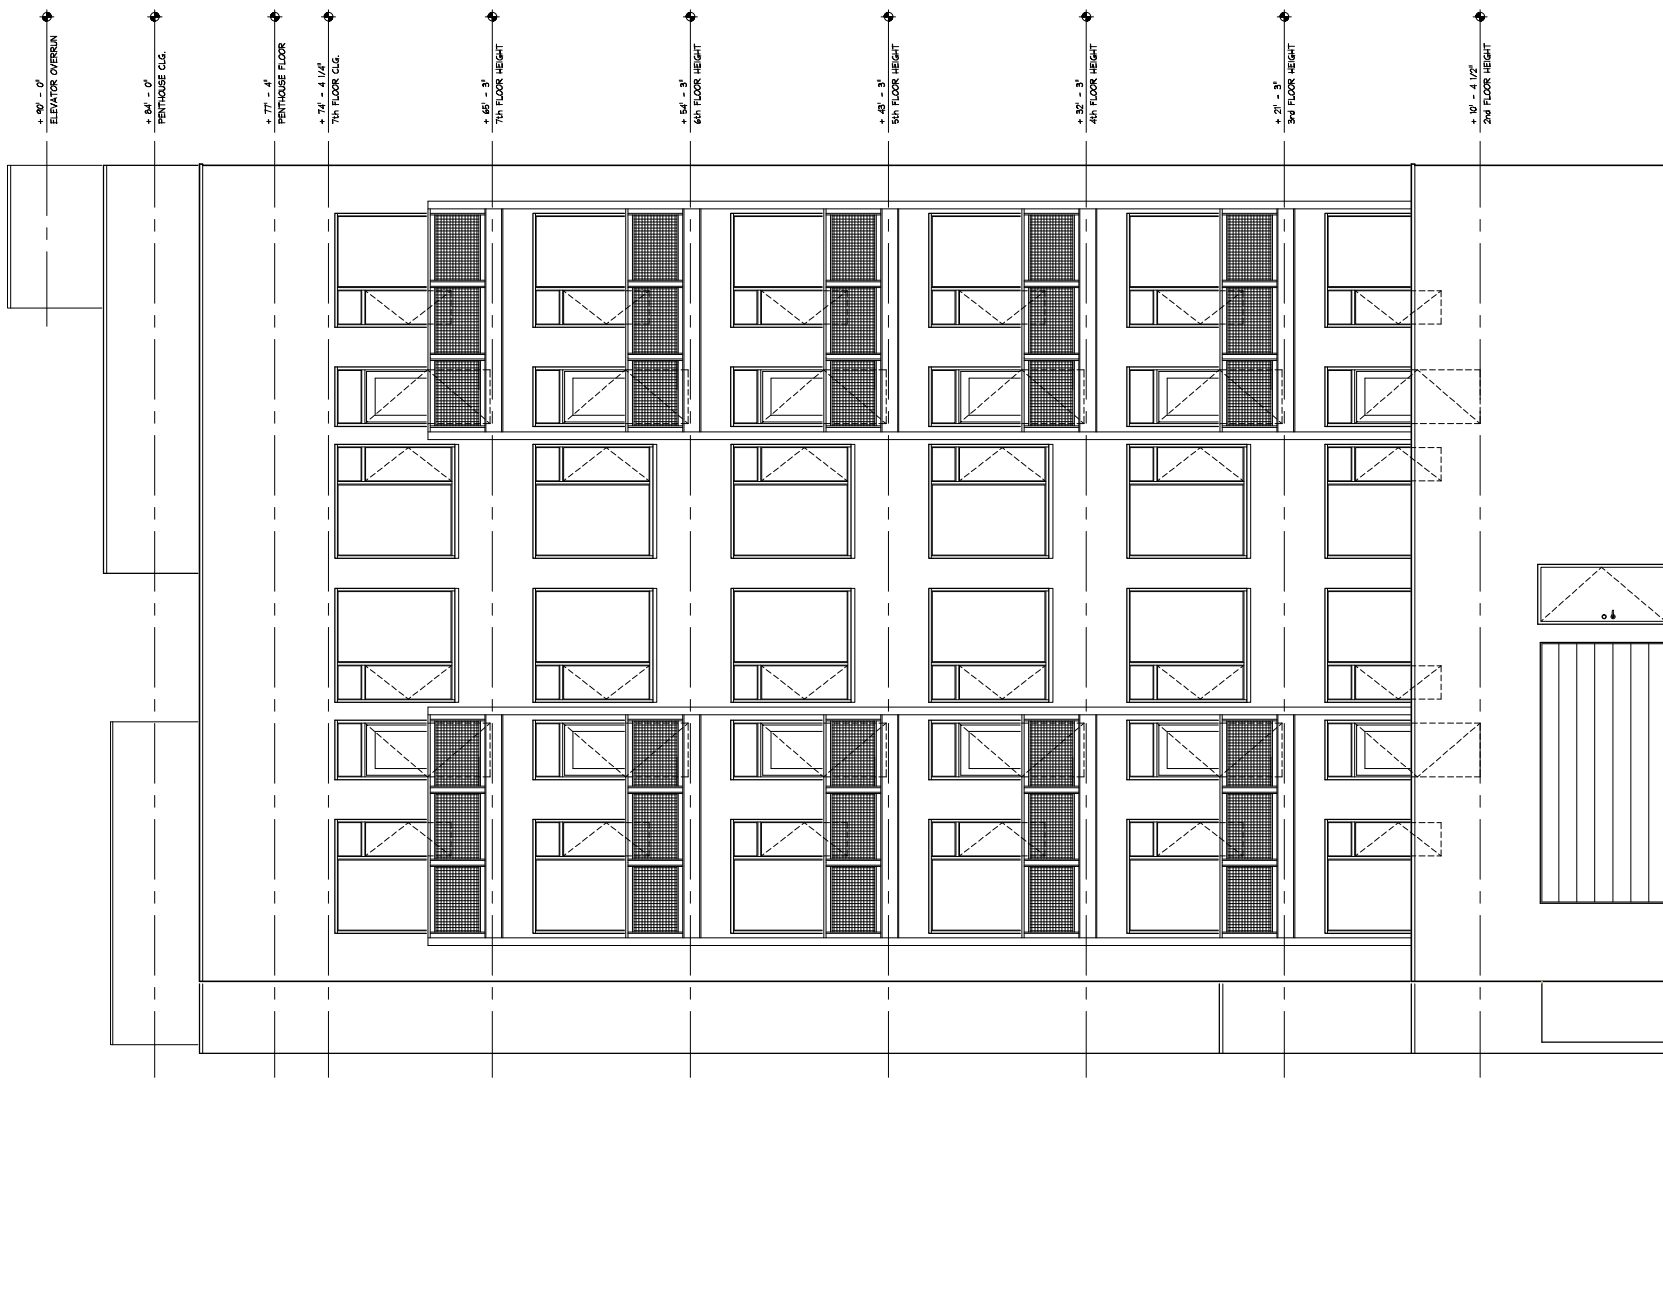 + 90' - 0"
ELEVATOR OVERRUN
+ 84' - 0"
PENTHOUSE CLG.
+ 77' - 4"
PENTHOUSE FLOOR
+ 74' - 4 1/4"
7th FLOOR CLG.
+ 65' - 3"
7th FLOOR HEIGHT
+ 54' - 3"
6th FLOOR HEIGHT
+ 43' - 3"
5th FLOOR HEIGHT
+ 32' - 3"
4th FLOOR HEIGHT
+ 21' - 3"
3rd FLOOR HEIGHT
+ 10' - 4 1/2"
2nd FLOOR HEIGHT